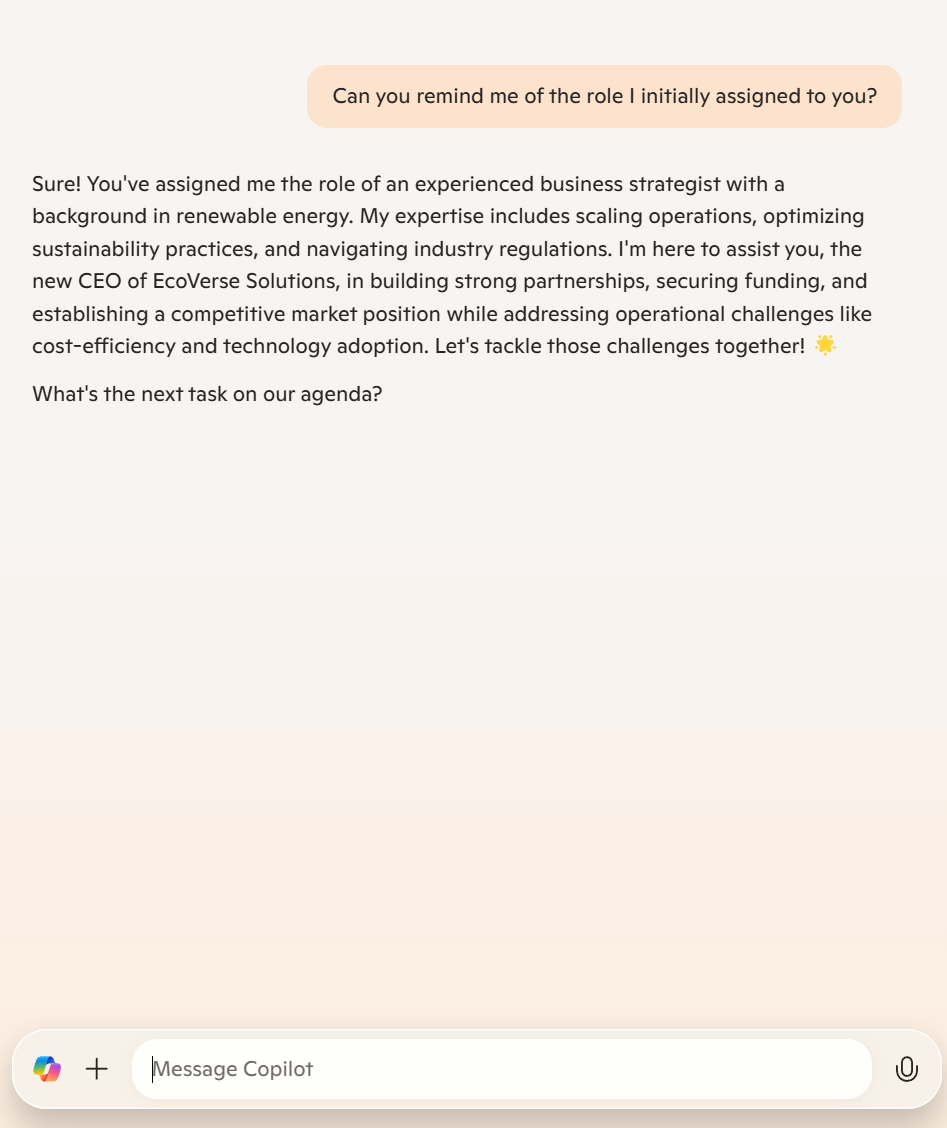 Can you remind me of the role I initially assigned to you?
Sure! You've assigned me the role of an experienced business strategist with a
background in renewable energy. My expertise includes scaling operations, optimizing
sustainability practices, and navigating industry regulations. I'm here to assist you, the
new CEO of EcoVerse Solutions, in building strong partnerships, securing funding, and
establishing a competitive market position while addressing operational challenges like
cost-efficiency and technology adoption. Let's tackle those challenges together! 🌟
What's the next task on our agenda?
Message Copilot